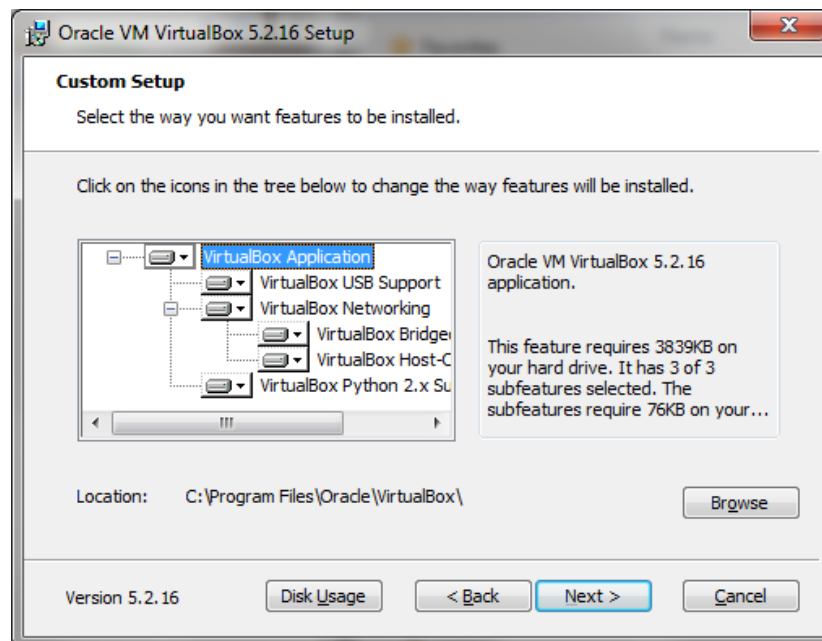 Oracle VM VirtualBox 5.2.16 Setup
Custom Setup
Select the way you want features to be installed.
Click on the icons in the tree below to change the way features will be installed.
VirtualBox Application
VirtualBox USB Support
VirtualBox Networking
VirtualBox Bridge
VirtualBox Host-C
VirtualBox Python 2.x Su
Oracle VM VirtualBox 5.2.16
application.
This feature requires 3839KB on
your hard drive. It has 3 of 3
subfeatures selected. The
subfeatures require 76KB on your...
Location: C:\Program Files\Oracle\VirtualBox\
Browse
Version 5.2.16
Disk Usage
< Back
Next >
Cancel